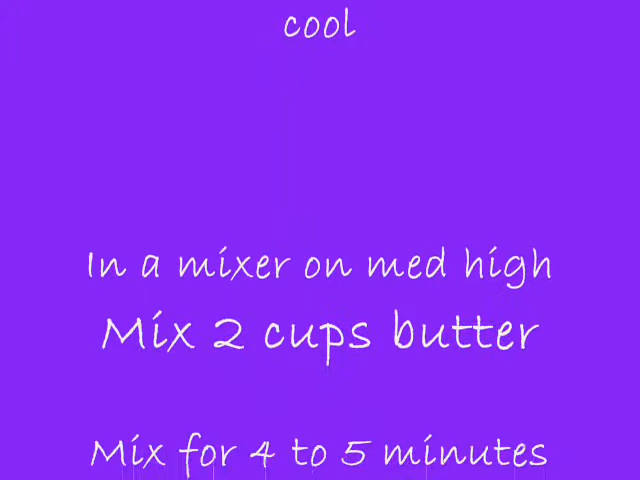 cool
In a mixer on med high
Mix 2 cups butter
Mix for 4 to 5 minutes